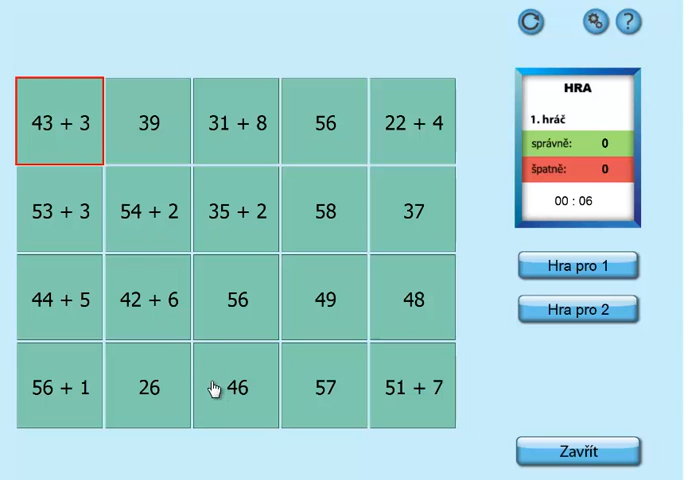 ?
43 + 3 39 31 + 8 56 22 + 4
53 + 3 54 + 2 35 + 2 58 37
44 + 5 42 + 6 56 49 48
56 + 1 26 46 57 51 + 7
HRA
1. hráč
správně: 0
špatně: 0
00 : 06
Hra pro 1
Hra pro 2
Zavřít